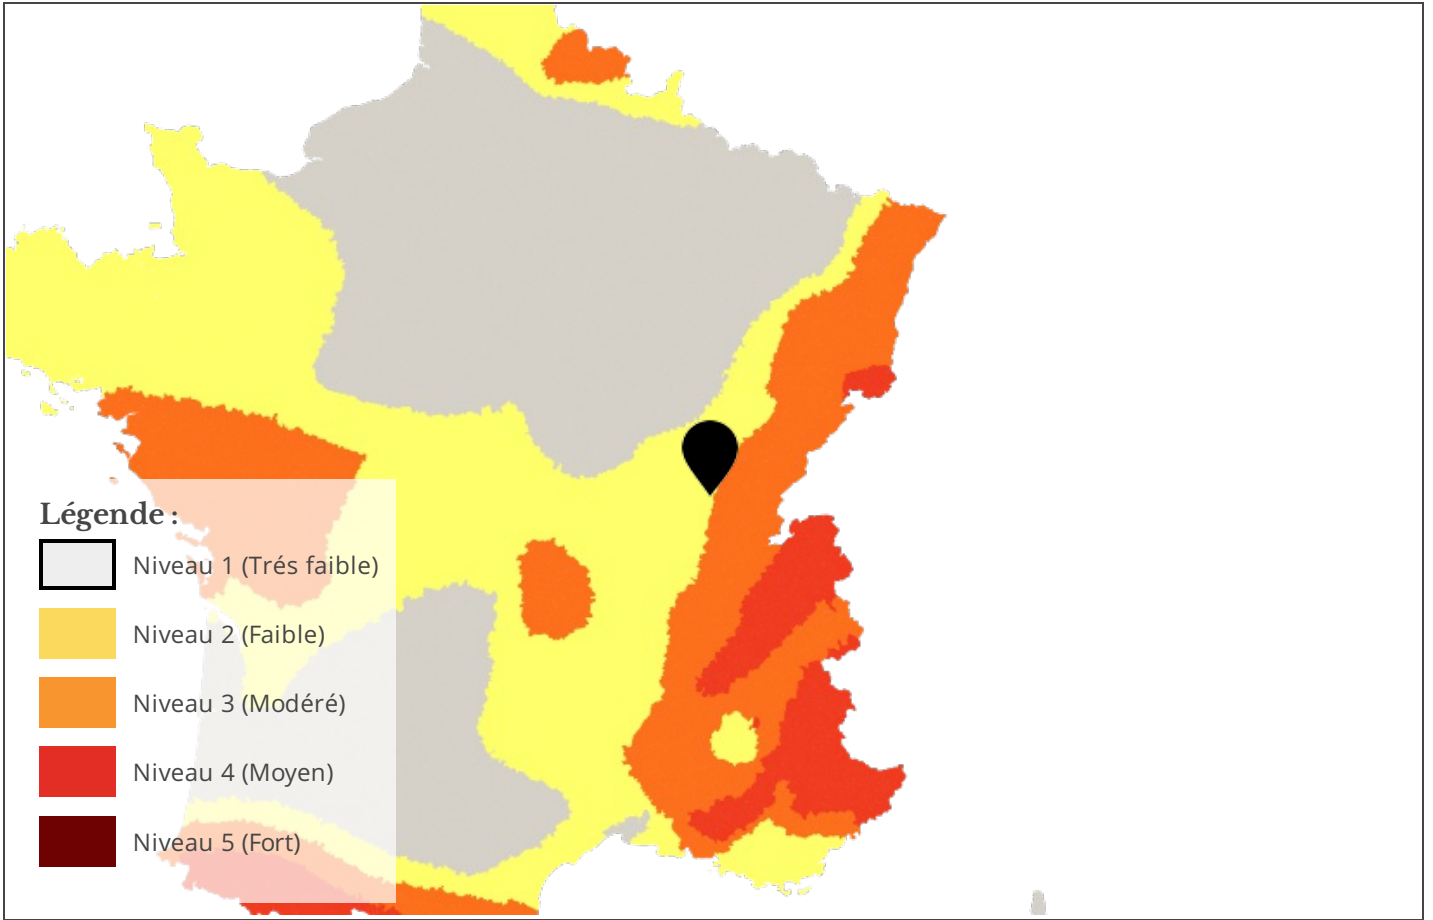 Légende :
Niveau 1 (Trés faible)
Niveau 2 (Faible)
Niveau 3 (Modéré)
Niveau 4 (Moyen)
Niveau 5 (Fort)